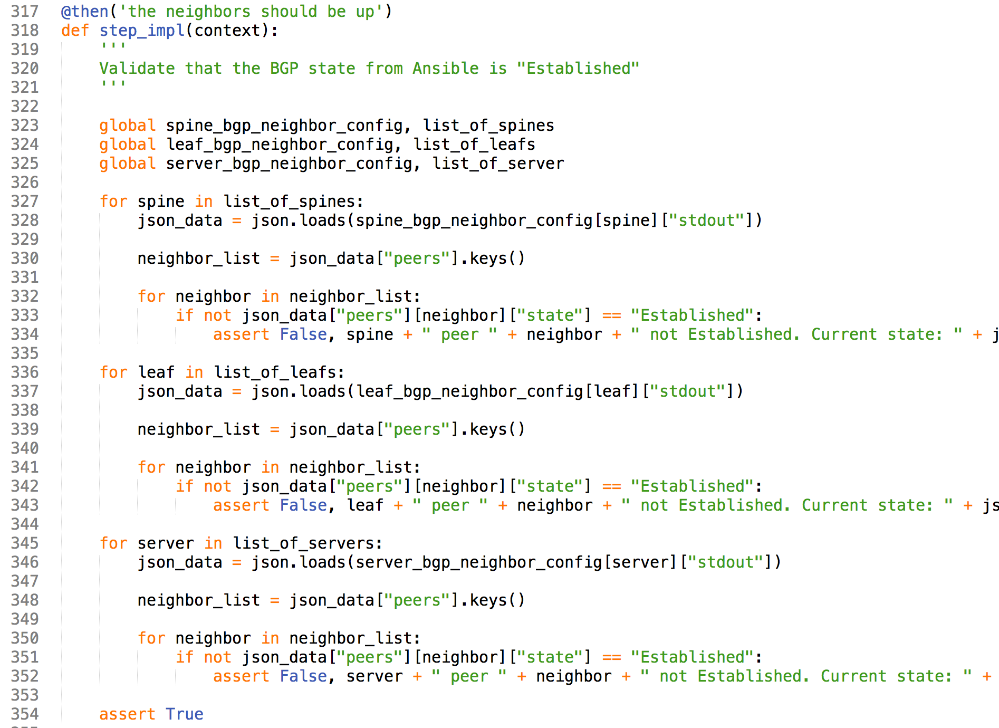 317 @then('the neighbors should be up')
318 def step_impl(context):
319     '''
320     Validate that the BGP state from Ansible is "Established"
321     '''
322
323     global spine_bgp_neighbor_config, list_of_spines
324     global leaf_bgp_neighbor_config, list_of_leafs
325     global server_bgp_neighbor_config, list_of_server
326
327     for spine in list_of_spines:
328         json_data = json.loads(spine_bgp_neighbor_config[spine]["stdout"])
329
330         neighbor_list = json_data["peers"].keys()
331
332         for neighbor in neighbor_list:
333             if not json_data["peers"][neighbor]["state"] == "Established":
334                 assert False, spine + " peer " + neighbor + " not Established. Current state: " + j
335
336     for leaf in list_of_leafs:
337         json_data = json.loads(leaf_bgp_neighbor_config[leaf]["stdout"])
338
339         neighbor_list = json_data["peers"].keys()
340
341         for neighbor in neighbor_list:
342             if not json_data["peers"][neighbor]["state"] == "Established":
343                 assert False, leaf + " peer " + neighbor + " not Established. Current state: " + js
344
345     for server in list_of_servers:
346         json_data = json.loads(server_bgp_neighbor_config[server]["stdout"])
347
348         neighbor_list = json_data["peers"].keys()
349
350         for neighbor in neighbor_list:
351             if not json_data["peers"][neighbor]["state"] == "Established":
352                 assert False, server + " peer " + neighbor + " not Established. Current state: " +
353
354     assert True